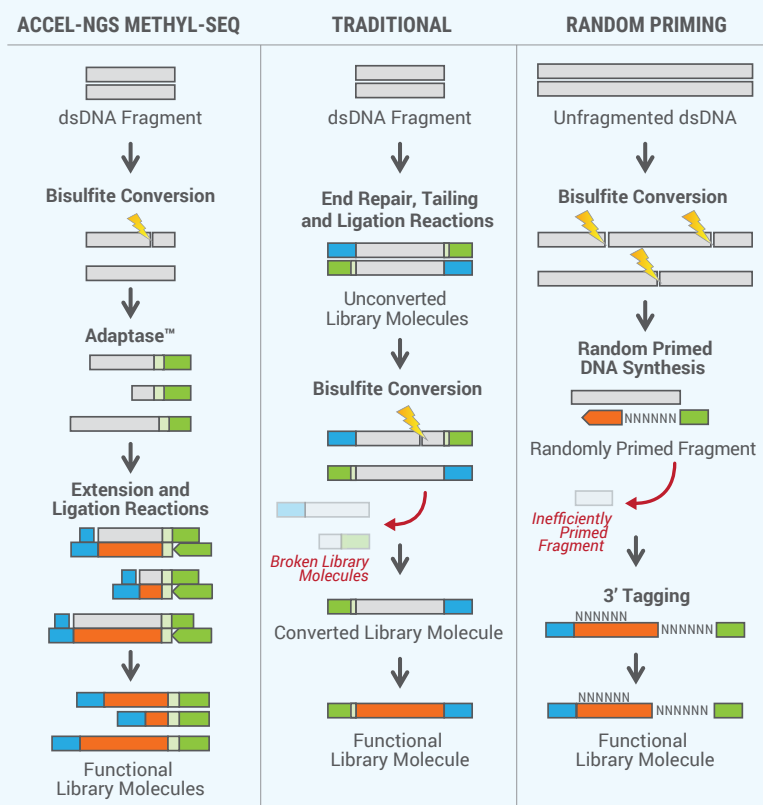 ACCEL-NGS METHYL-SEQ
dsDNA Fragment
Bisulfite Conversion
Adaptase™
Extension and
Ligation Reactions
Functional
Library Molecules
TRADITIONAL
dsDNA Fragment
End Repair, Tailing
and Ligation Reactions
Unconverted
Library Molecules
Bisulfite Conversion
Broken Library
Molecules
Converted Library Molecule
Functional
Library Molecule
RANDOM PRIMING
Unfragmented dsDNA
Bisulfite Conversion
Random Primed
DNA Synthesis
NNNNNN
Randomly Primed Fragment
Inefficiently
Primed
Fragment
3’ Tagging
NNNNNN
NNNNNN
NNNNNN
NNNNNN
Functional
Library Molecule